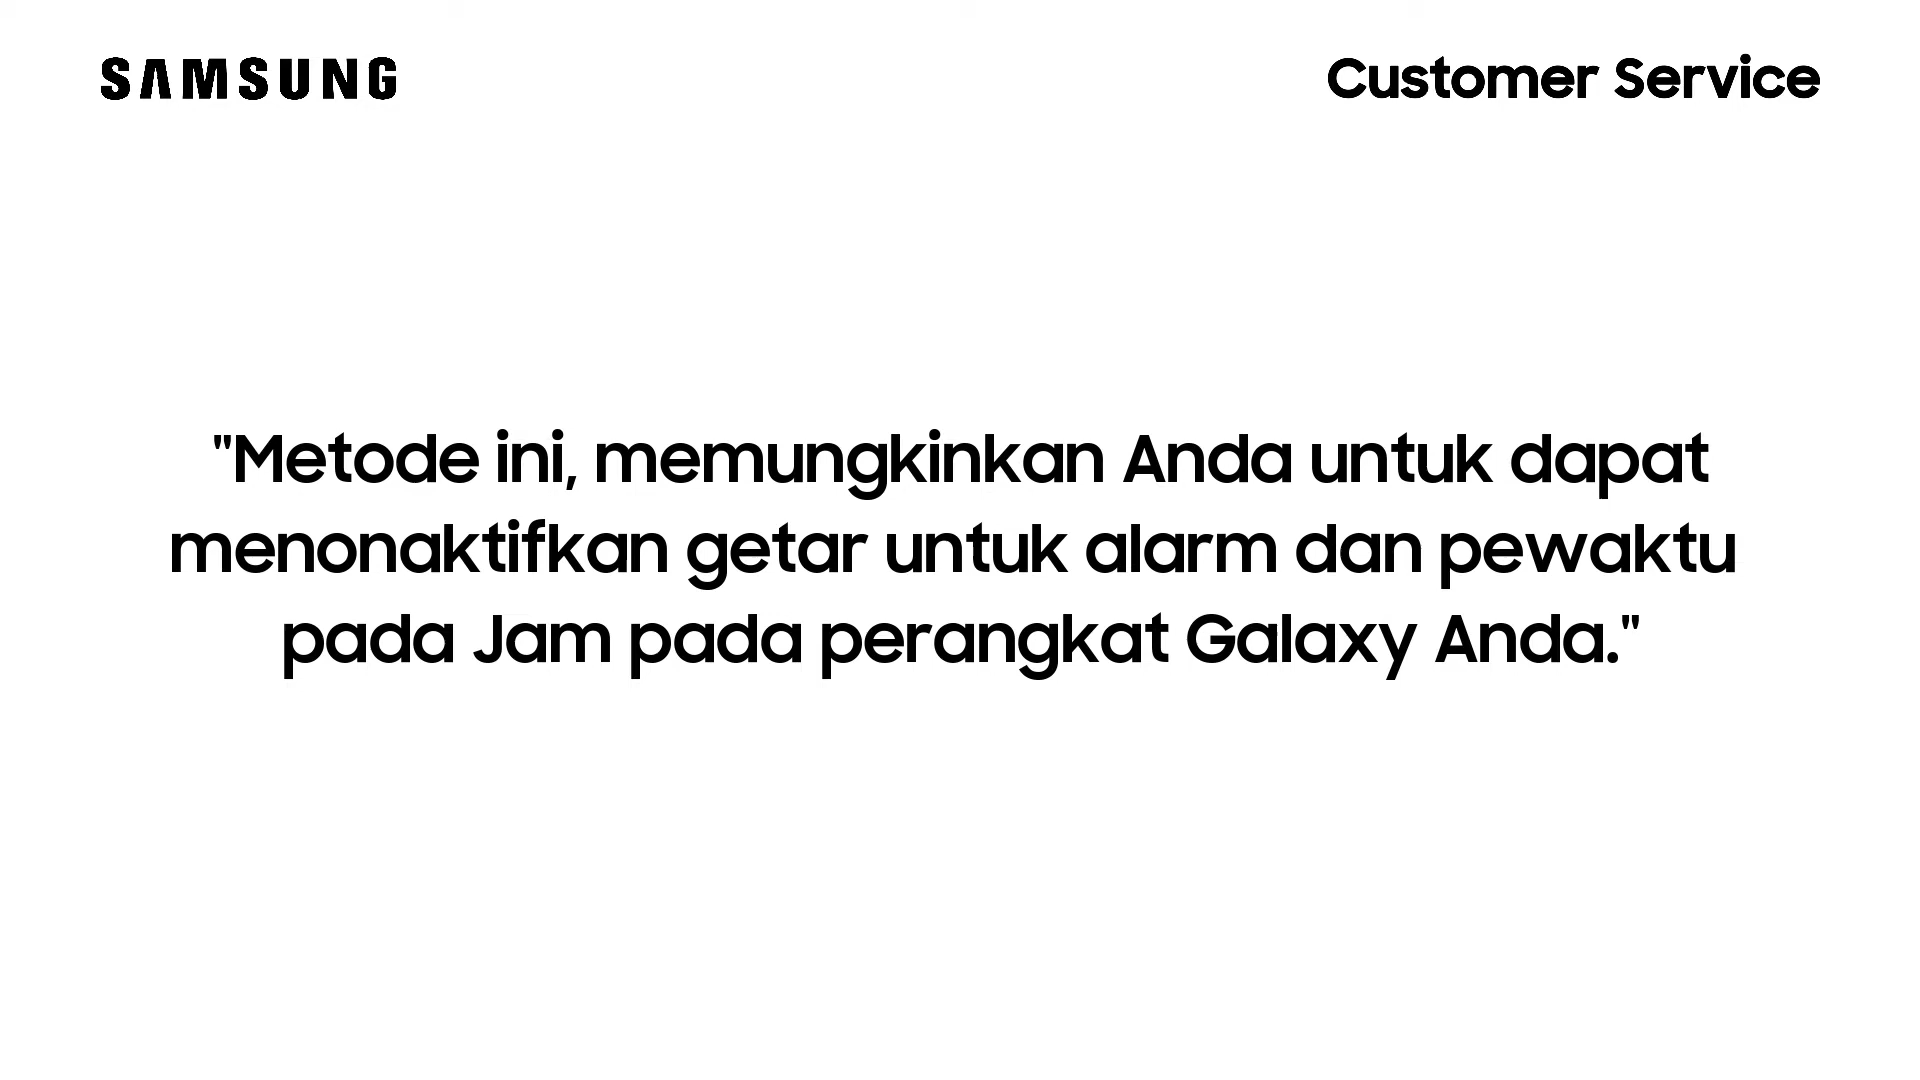 SAMSUNG
Customer Service
"Metode ini, memungkinkan Anda untuk dapat
menonaktifkan getar untuk alarm dan pewaktu
pada Jam pada perangkat Galaxy Anda."